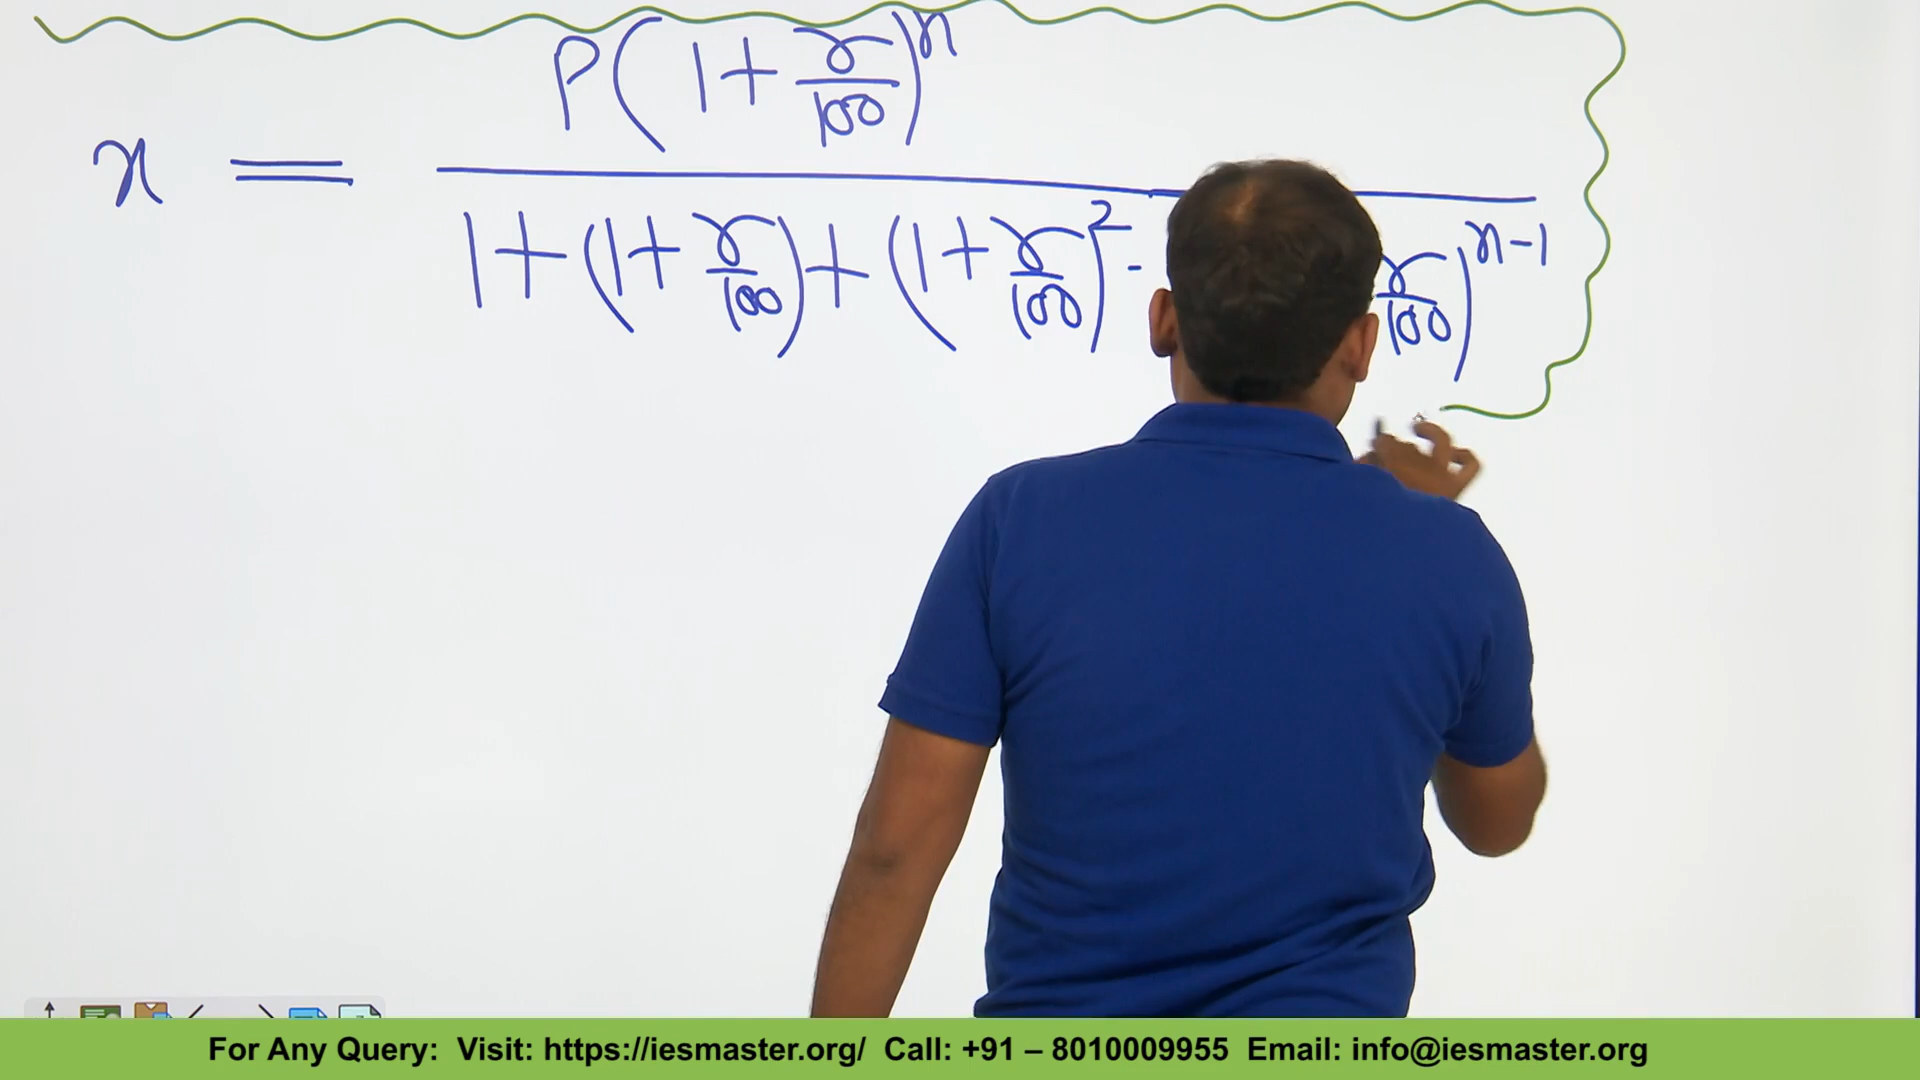 P(1+r/100)^n
x =
1+(1+r/100)+(1+r/100)^2 - r/100)^n-1
For Any Query: Visit: https://iesmaster.org/ Call: +91 – 8010009955 Email: info@iesmaster.org